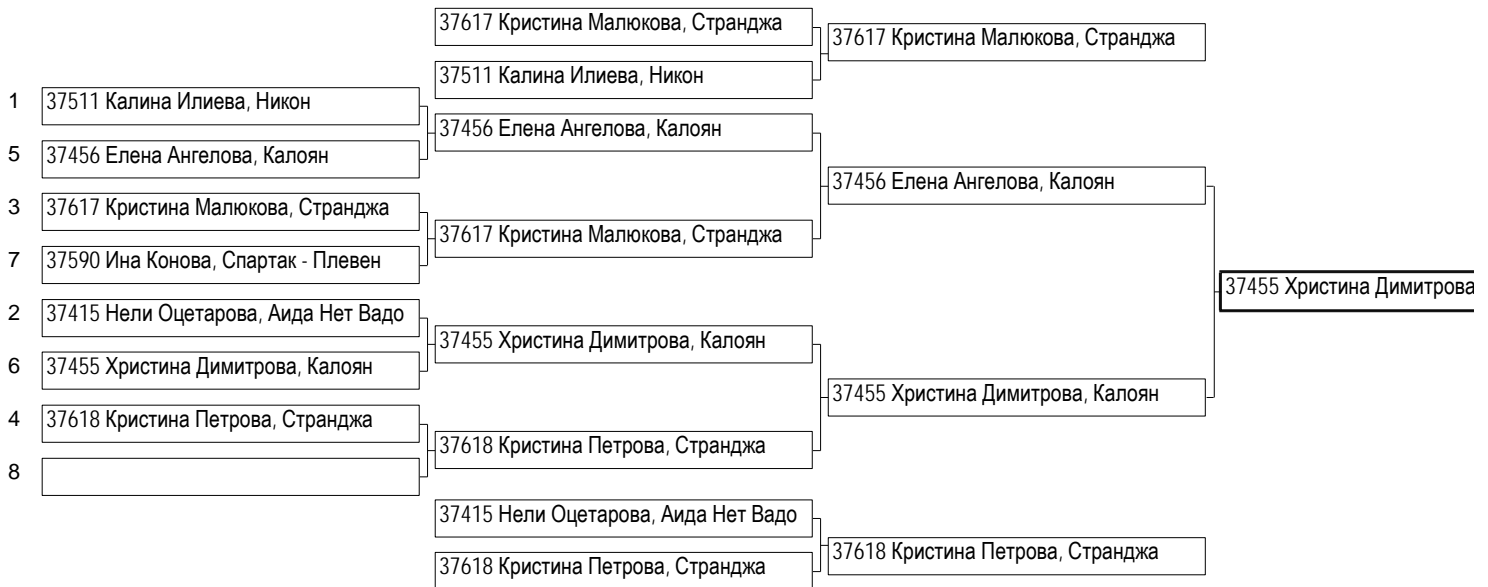 37617 Кристина Малюкова, Странджа
37617 Кристина Малюкова, Странджа
37511 Калина Илиева, Никон
1 37511 Калина Илиева, Никон
37456 Елена Ангелова, Калоян
5 37456 Елена Ангелова, Калоян
37456 Елена Ангелова, Калоян
3 37617 Кристина Малюкова, Странджа
37617 Кристина Малюкова, Странджа
7 37590 Ина Конова, Спартак - Плевен
37455 Христина Димитрова
2 37415 Нели Оцетарова, Аида Нет Вадо
37455 Христина Димитрова, Калоян
6 37455 Христина Димитрова, Калоян
37455 Христина Димитрова, Калоян
4 37618 Кристина Петрова, Странджа
37618 Кристина Петрова, Странджа
8
37415 Нели Оцетарова, Аида Нет Вадо
37618 Кристина Петрова, Странджа
37618 Кристина Петрова, Странджа